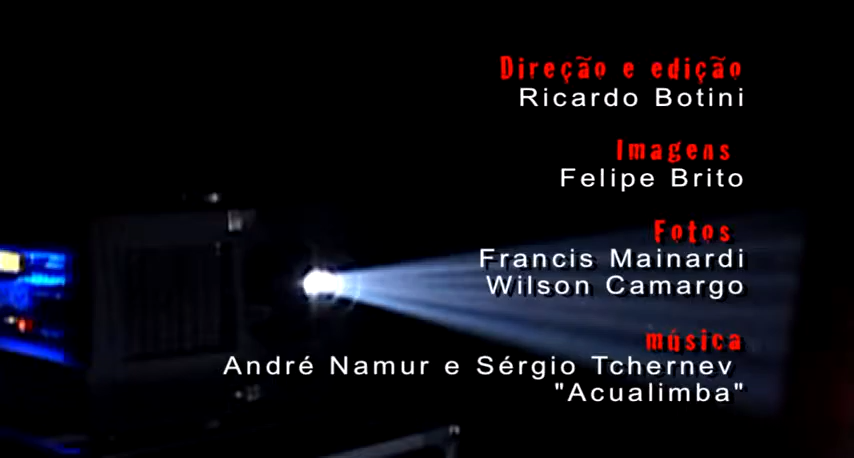 Direção e edição
Ricardo Botini
Imagens
Felipe Brito
Fotos
Francis Mainardi
Wilson Camargo
música
André Namur e Sérgio Tchernev
"Acualimba"